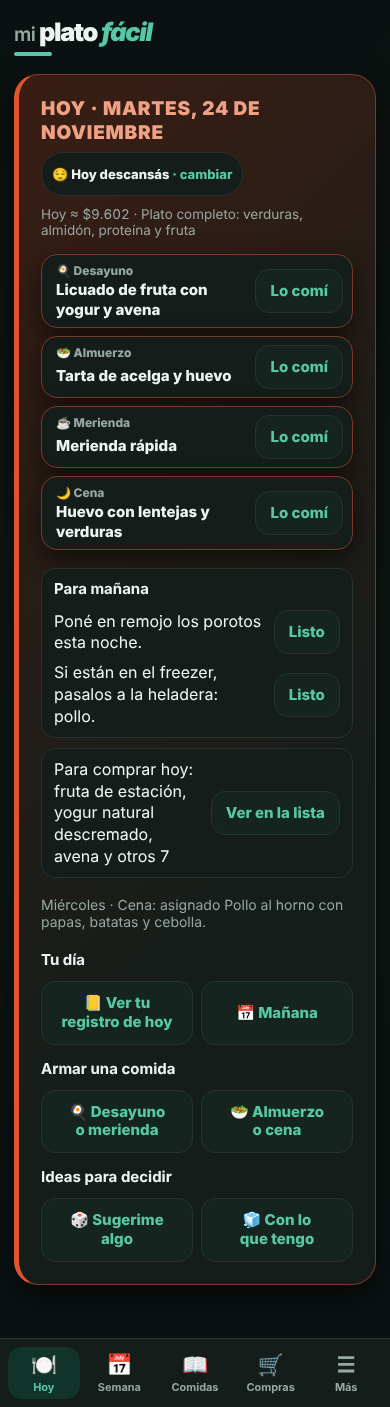 mi plato fácil
HOY · MARTES, 24 DE
NOVIEMBRE
😌 Hoy descansás · cambiar
Hoy ≈ $9.602 · Plato completo: verduras,
almidón, proteína y fruta
🍳 Desayuno
Licuado de fruta con
yogur y avena
Lo comí
🥗 Almuerzo
Tarta de acelga y huevo
Lo comí
☕ Merienda
Merienda rápida
Lo comí
🌙 Cena
Huevo con lentejas y
verduras
Lo comí
Para mañana
Poné en remojo los porotos
esta noche.
Listo
Si están en el freezer,
pasalos a la heladera:
pollo.
Listo
Para comprar hoy:
fruta de estación,
yogur natural
descremado,
avena y otros 7
Ver en la lista
Miércoles · Cena: asignado Pollo al horno con
papas, batatas y cebolla.
Tu día
📒 Ver tu
registro de hoy
📅 Mañana
Armar una comida
🍳 Desayuno
o merienda
🥗 Almuerzo
o cena
Ideas para decidir
🎲 Sugerime
algo
🧊 Con lo
que tengo
🍽️ Hoy
📅 Semana
📖 Comidas
🛒 Compras
☰ Más